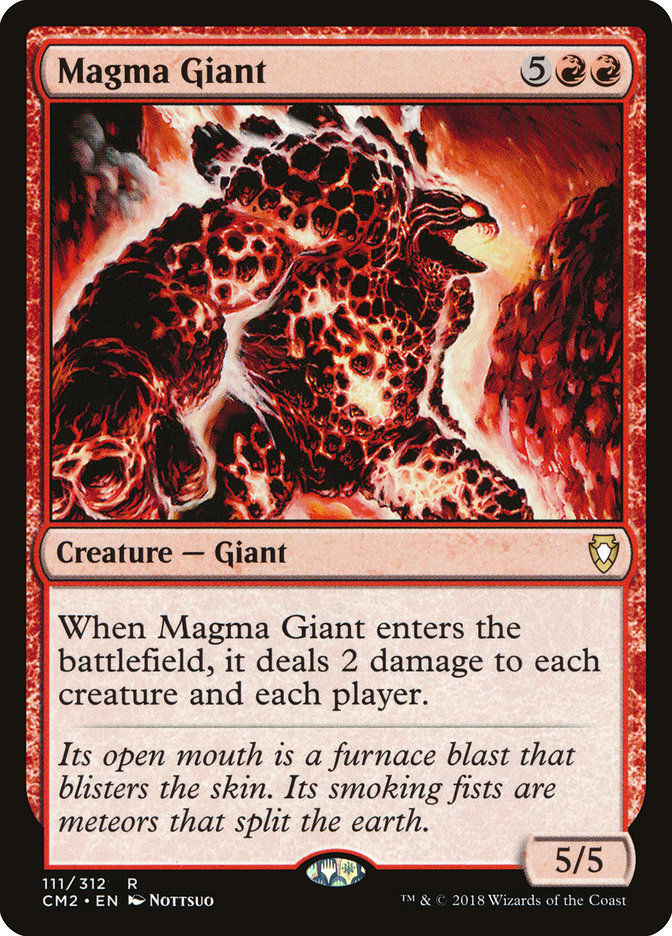 Magma Giant 5
Creature — Giant
When Magma Giant enters the
battlefield, it deals 2 damage to each
creature and each player.
Its open mouth is a furnace blast that
blisters the skin. Its smoking fists are
meteors that split the earth.
5/5
111/312 R
CM2 • EN Nottsuo
™ & © 2018 Wizards of the Coast